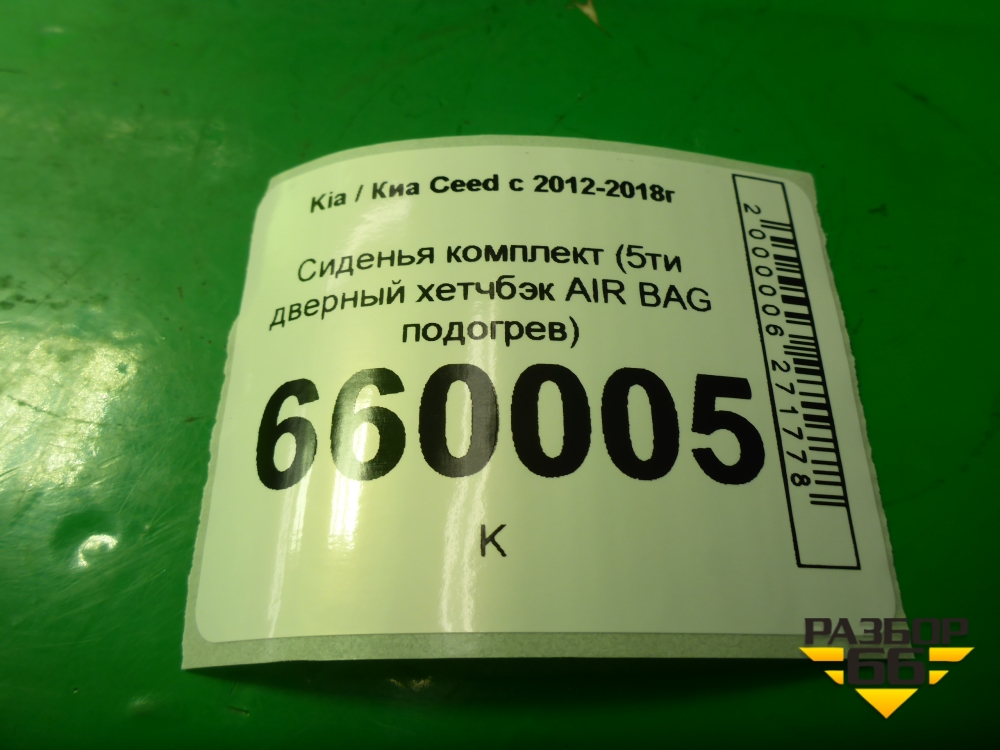 Kia / Киа Ceed с 2012-2018г
Сиденья комплект (5ти
дверный хетчбэк AIR BAG
подогрев)
660005
К
2000006271778
РАЗБОР
66